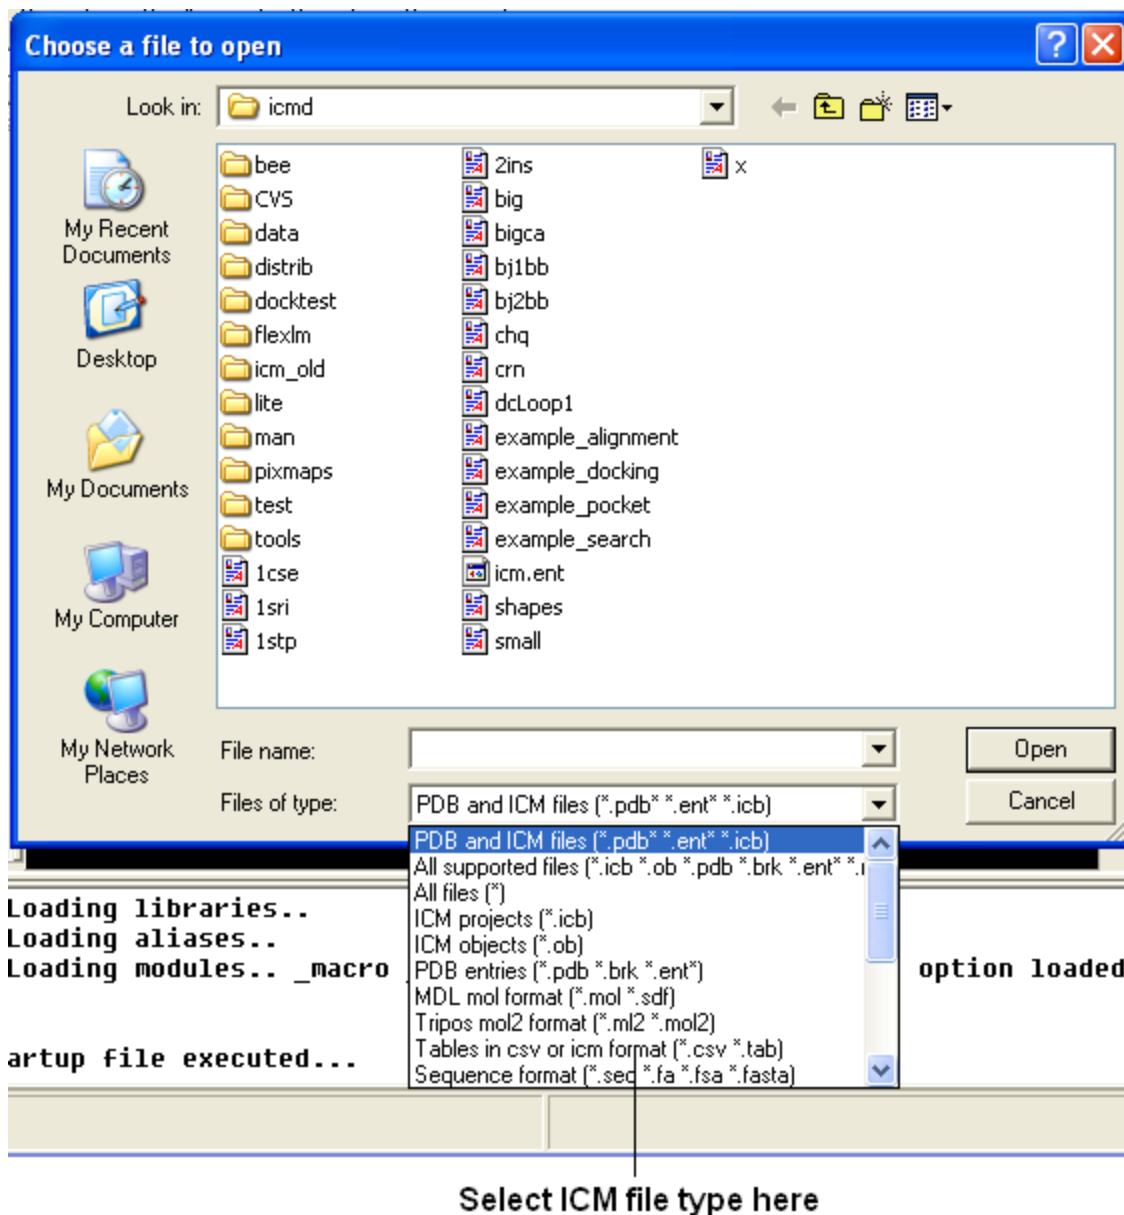 Choose a file to open
Look in: icmd
My Recent
Documents
Desktop
My Documents
My Computer
My Network
Places
bee
CVS
data
distrib
docktest
flexlm
icm_old
lite
man
pixmaps
test
tools
1cse
1sri
1stp
2ins
big
bigca
bj1bb
bj2bb
chq
crn
dcLoop1
example_alignment
example_docking
example_pocket
example_search
icm.ent
shapes
small
x
File name:
Open
Files of type: PDB and ICM files (*.pdb* *.ent* *.icb)
Cancel
PDB and ICM files (*.pdb* *.ent* *.icb)
All supported files (*.icb *.ob *.pdb *.brk *.ent*
All files (*)
ICM projects (*.icb)
ICM objects (*.ob)
PDB entries (*.pdb *.brk *.ent*)
MDL mol format (*.mol *.sdf)
Tripos mol2 format (*.ml2 *.mol2)
Tables in csv or icm format (*.csv *.tab)
Sequence format (*.seq *.fa *.fsa *.fasta)
Loading libraries..
Loading aliases..
Loading modules.. _macro option loaded
artup file executed...
Select ICM file type here